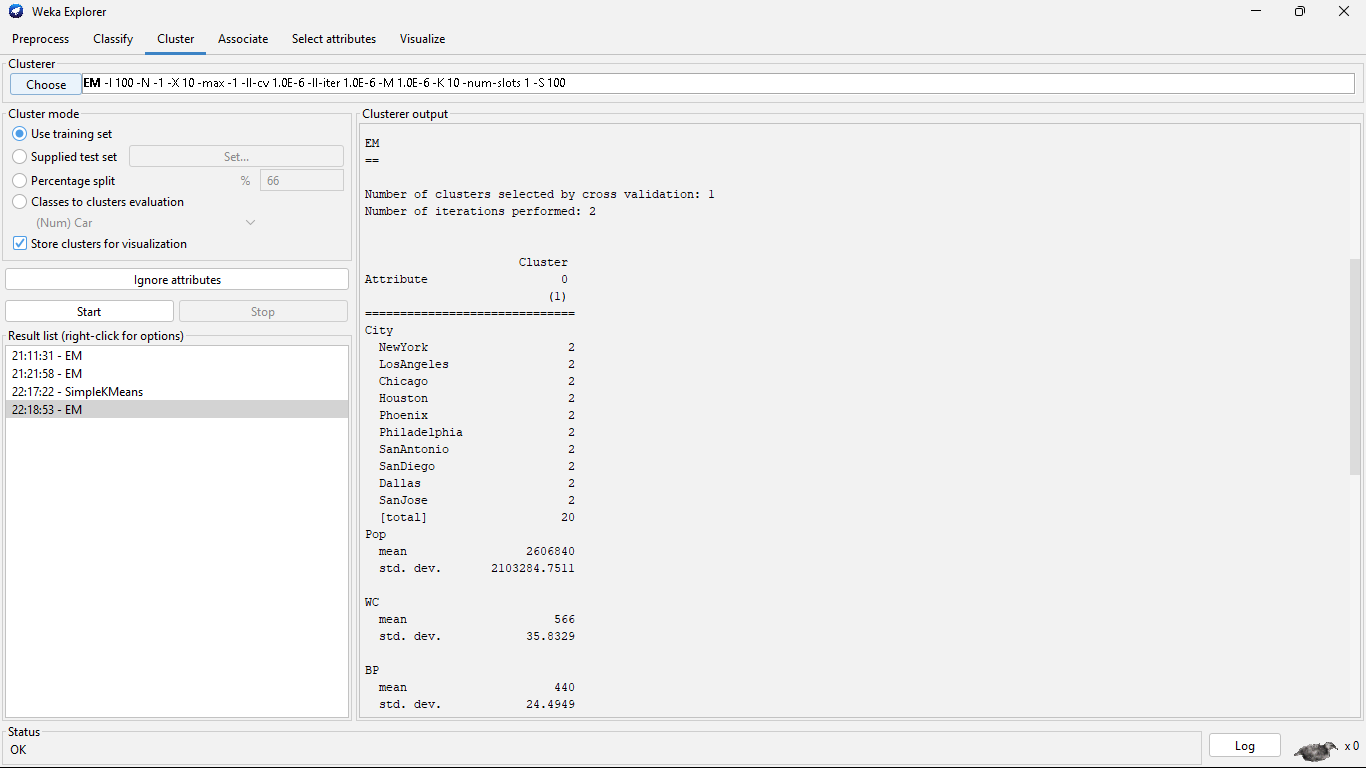 Weka Explorer
Preprocess Classify Cluster Associate Select attributes Visualize
Clusterer
Choose EM -I 100 -N -1 -X 10 -max -1 -ll-cv 1.0E-6 -ll-iter 1.0E-6 -M 1.0E-6 -K 10 -num-slots 1 -S 100
Cluster mode
Use training set
Supplied test set Set...
Percentage split % 66
Classes to clusters evaluation
(Num) Car
Store clusters for visualization
Ignore attributes
Start Stop
Result list (right-click for options)
21:11:31 - EM
21:21:58 - EM
22:17:22 - SimpleKMeans
22:18:53 - EM
Clusterer output
EM
==
Number of clusters selected by cross validation: 1
Number of iterations performed: 2
Cluster
Attribute 0
(1)
==============================
City
NewYork 2
LosAngeles 2
Chicago 2
Houston 2
Phoenix 2
Philadelphia 2
SanAntonio 2
SanDiego 2
Dallas 2
SanJose 2
[total] 20
Pop
mean 2606840
std. dev. 2103284.7511
WC
mean 566
std. dev. 35.8329
BP
mean 440
std. dev. 24.4949
Status
OK
Log x 0